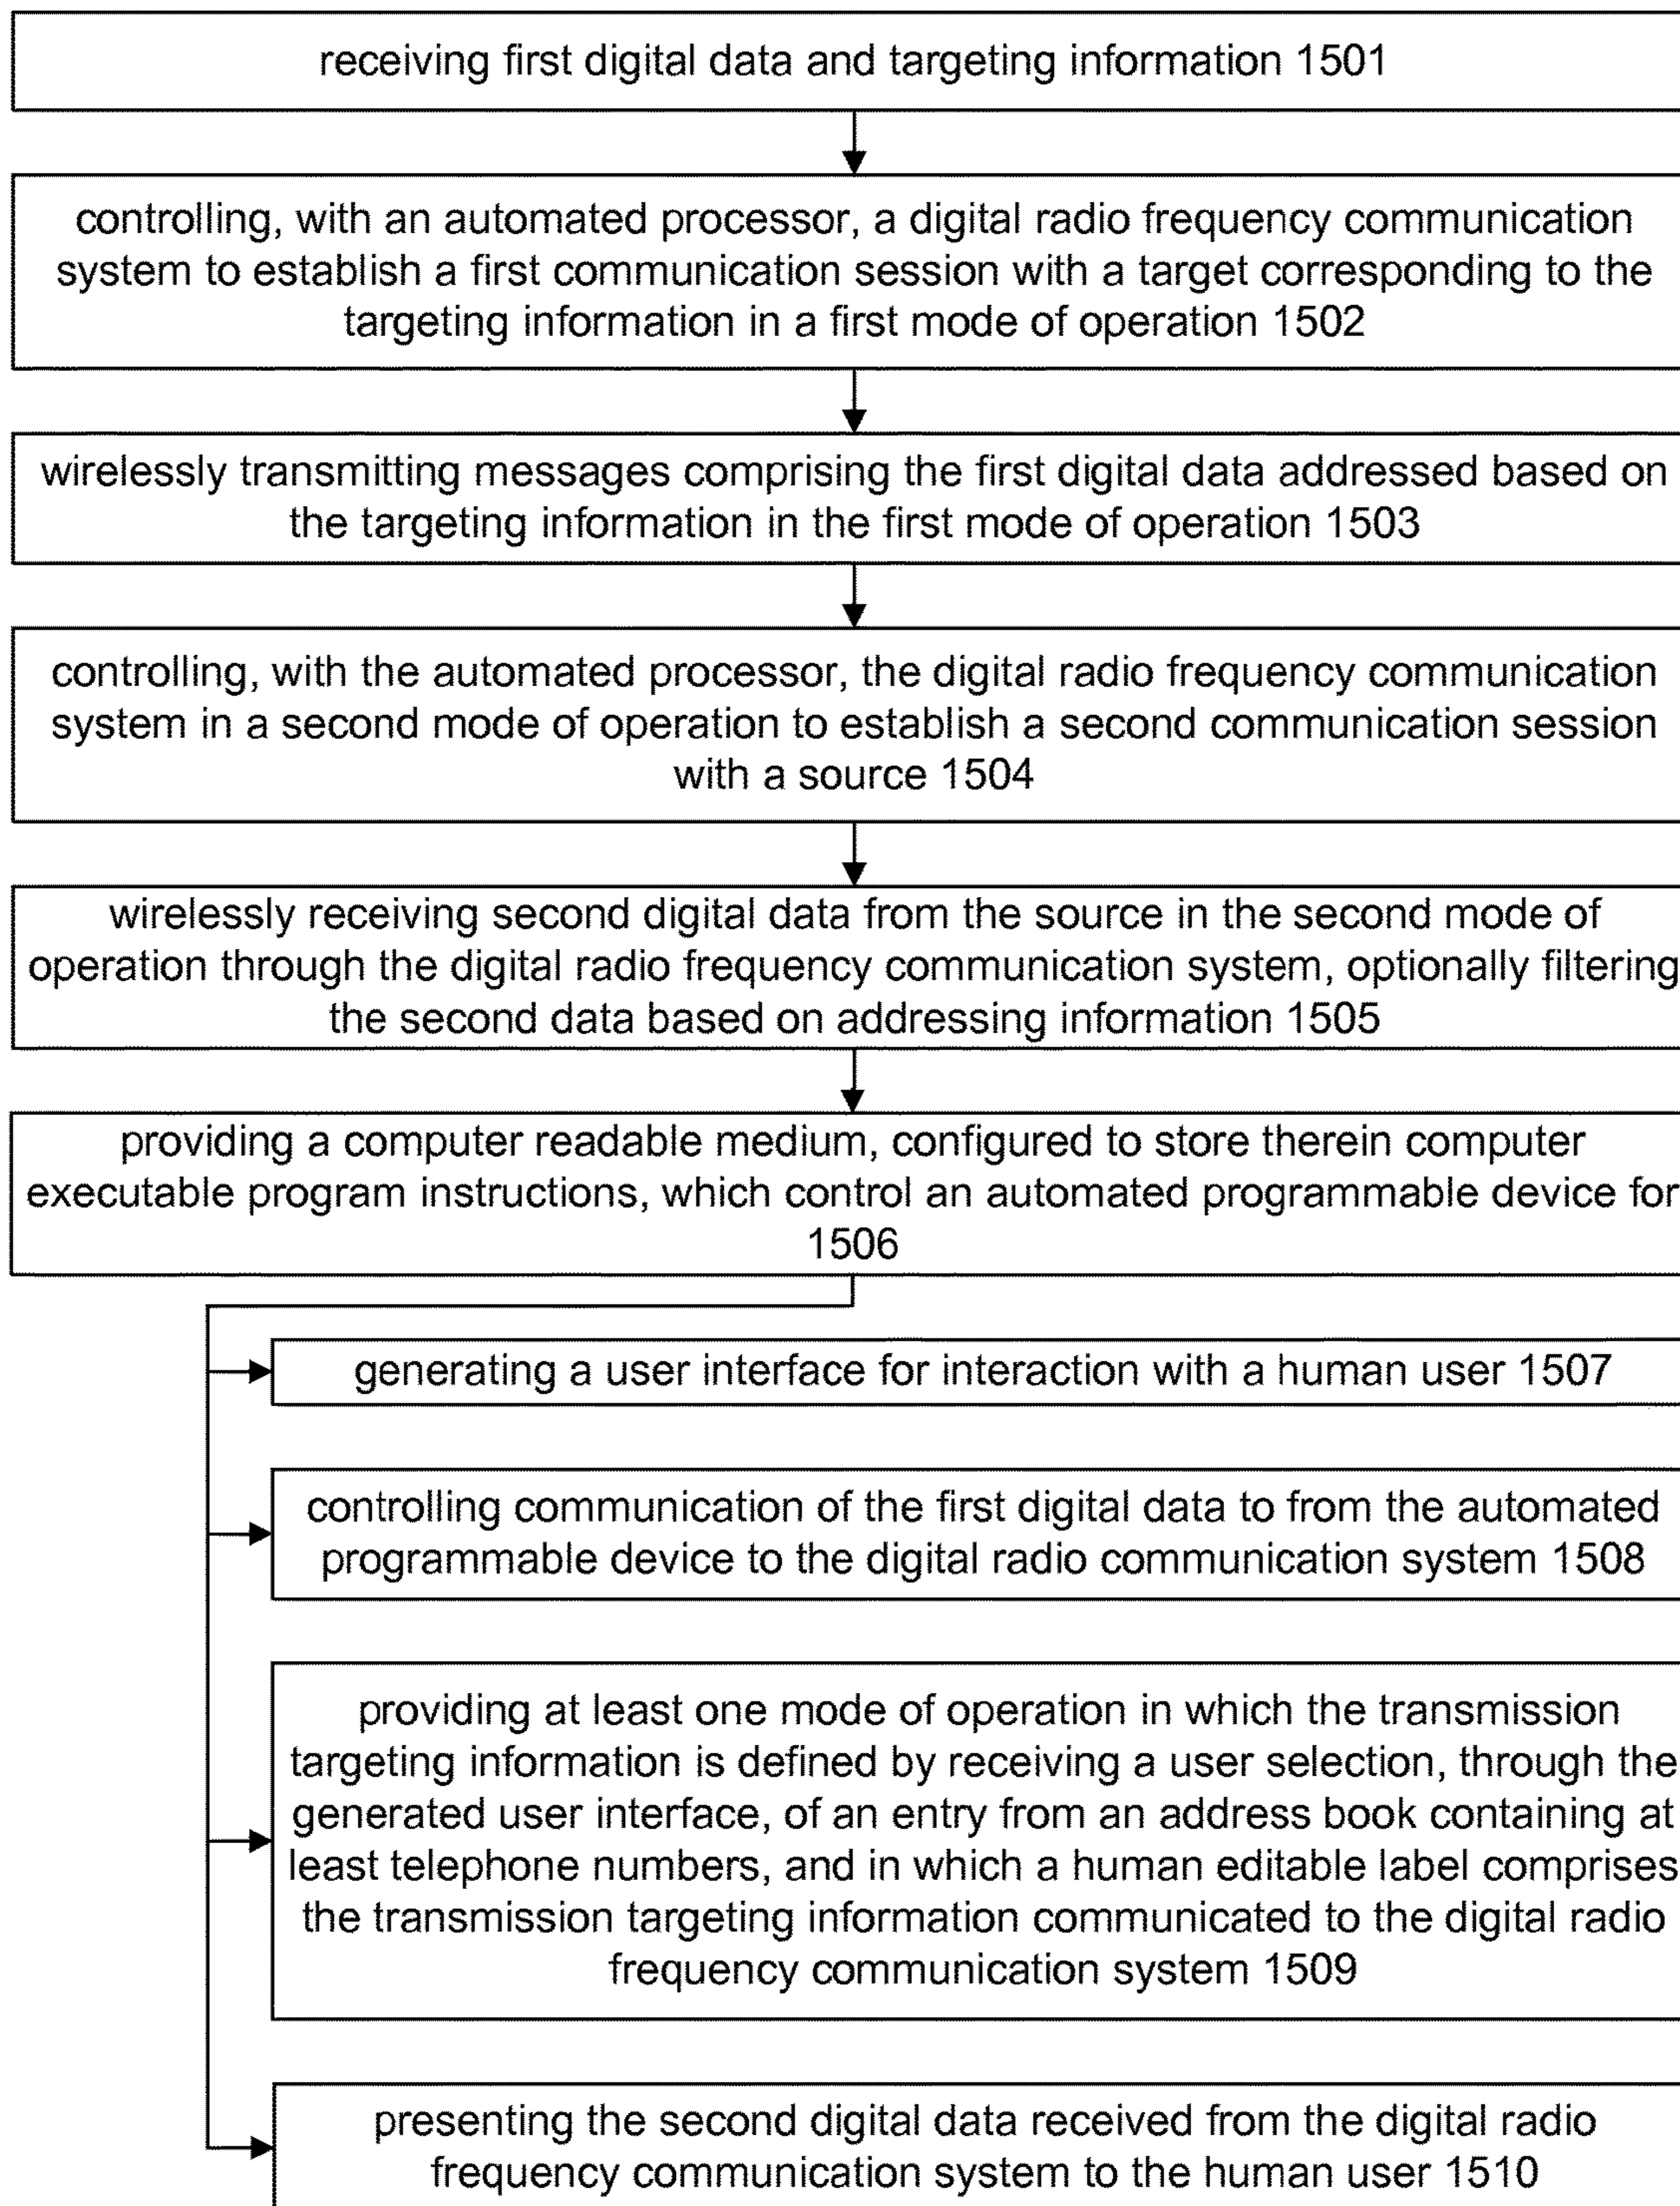 receiving first digital data and targeting information 1501
controlling, with an automated processor, a digital radio frequency communication
system to establish a first communication session with a target corresponding to the
targeting information in a first mode of operation 1502
wirelessly transmitting messages comprising the first digital data addressed based on
the targeting information in the first mode of operation 1503
controlling, with the automated processor, the digital radio frequency communication
system in a second mode of operation to establish a second communication session
with a source 1504
wirelessly receiving second digital data from the source in the second mode of
operation through the digital radio frequency communication system, optionally filtering
the second data based on addressing information 1505
providing a computer readable medium, configured to store therein computer
executable program instructions, which control an automated programmable device for
1506
generating a user interface for interaction with a human user 1507
controlling communication of the first digital data to from the automated
programmable device to the digital radio communication system 1508
providing at least one mode of operation in which the transmission
targeting information is defined by receiving a user selection, through the
generated user interface, of an entry from an address book containing at
least telephone numbers, and in which a human editable label comprises
the transmission targeting information communicated to the digital radio
frequency communication system 1509
presenting the second digital data received from the digital radio
frequency communication system to the human user 1510